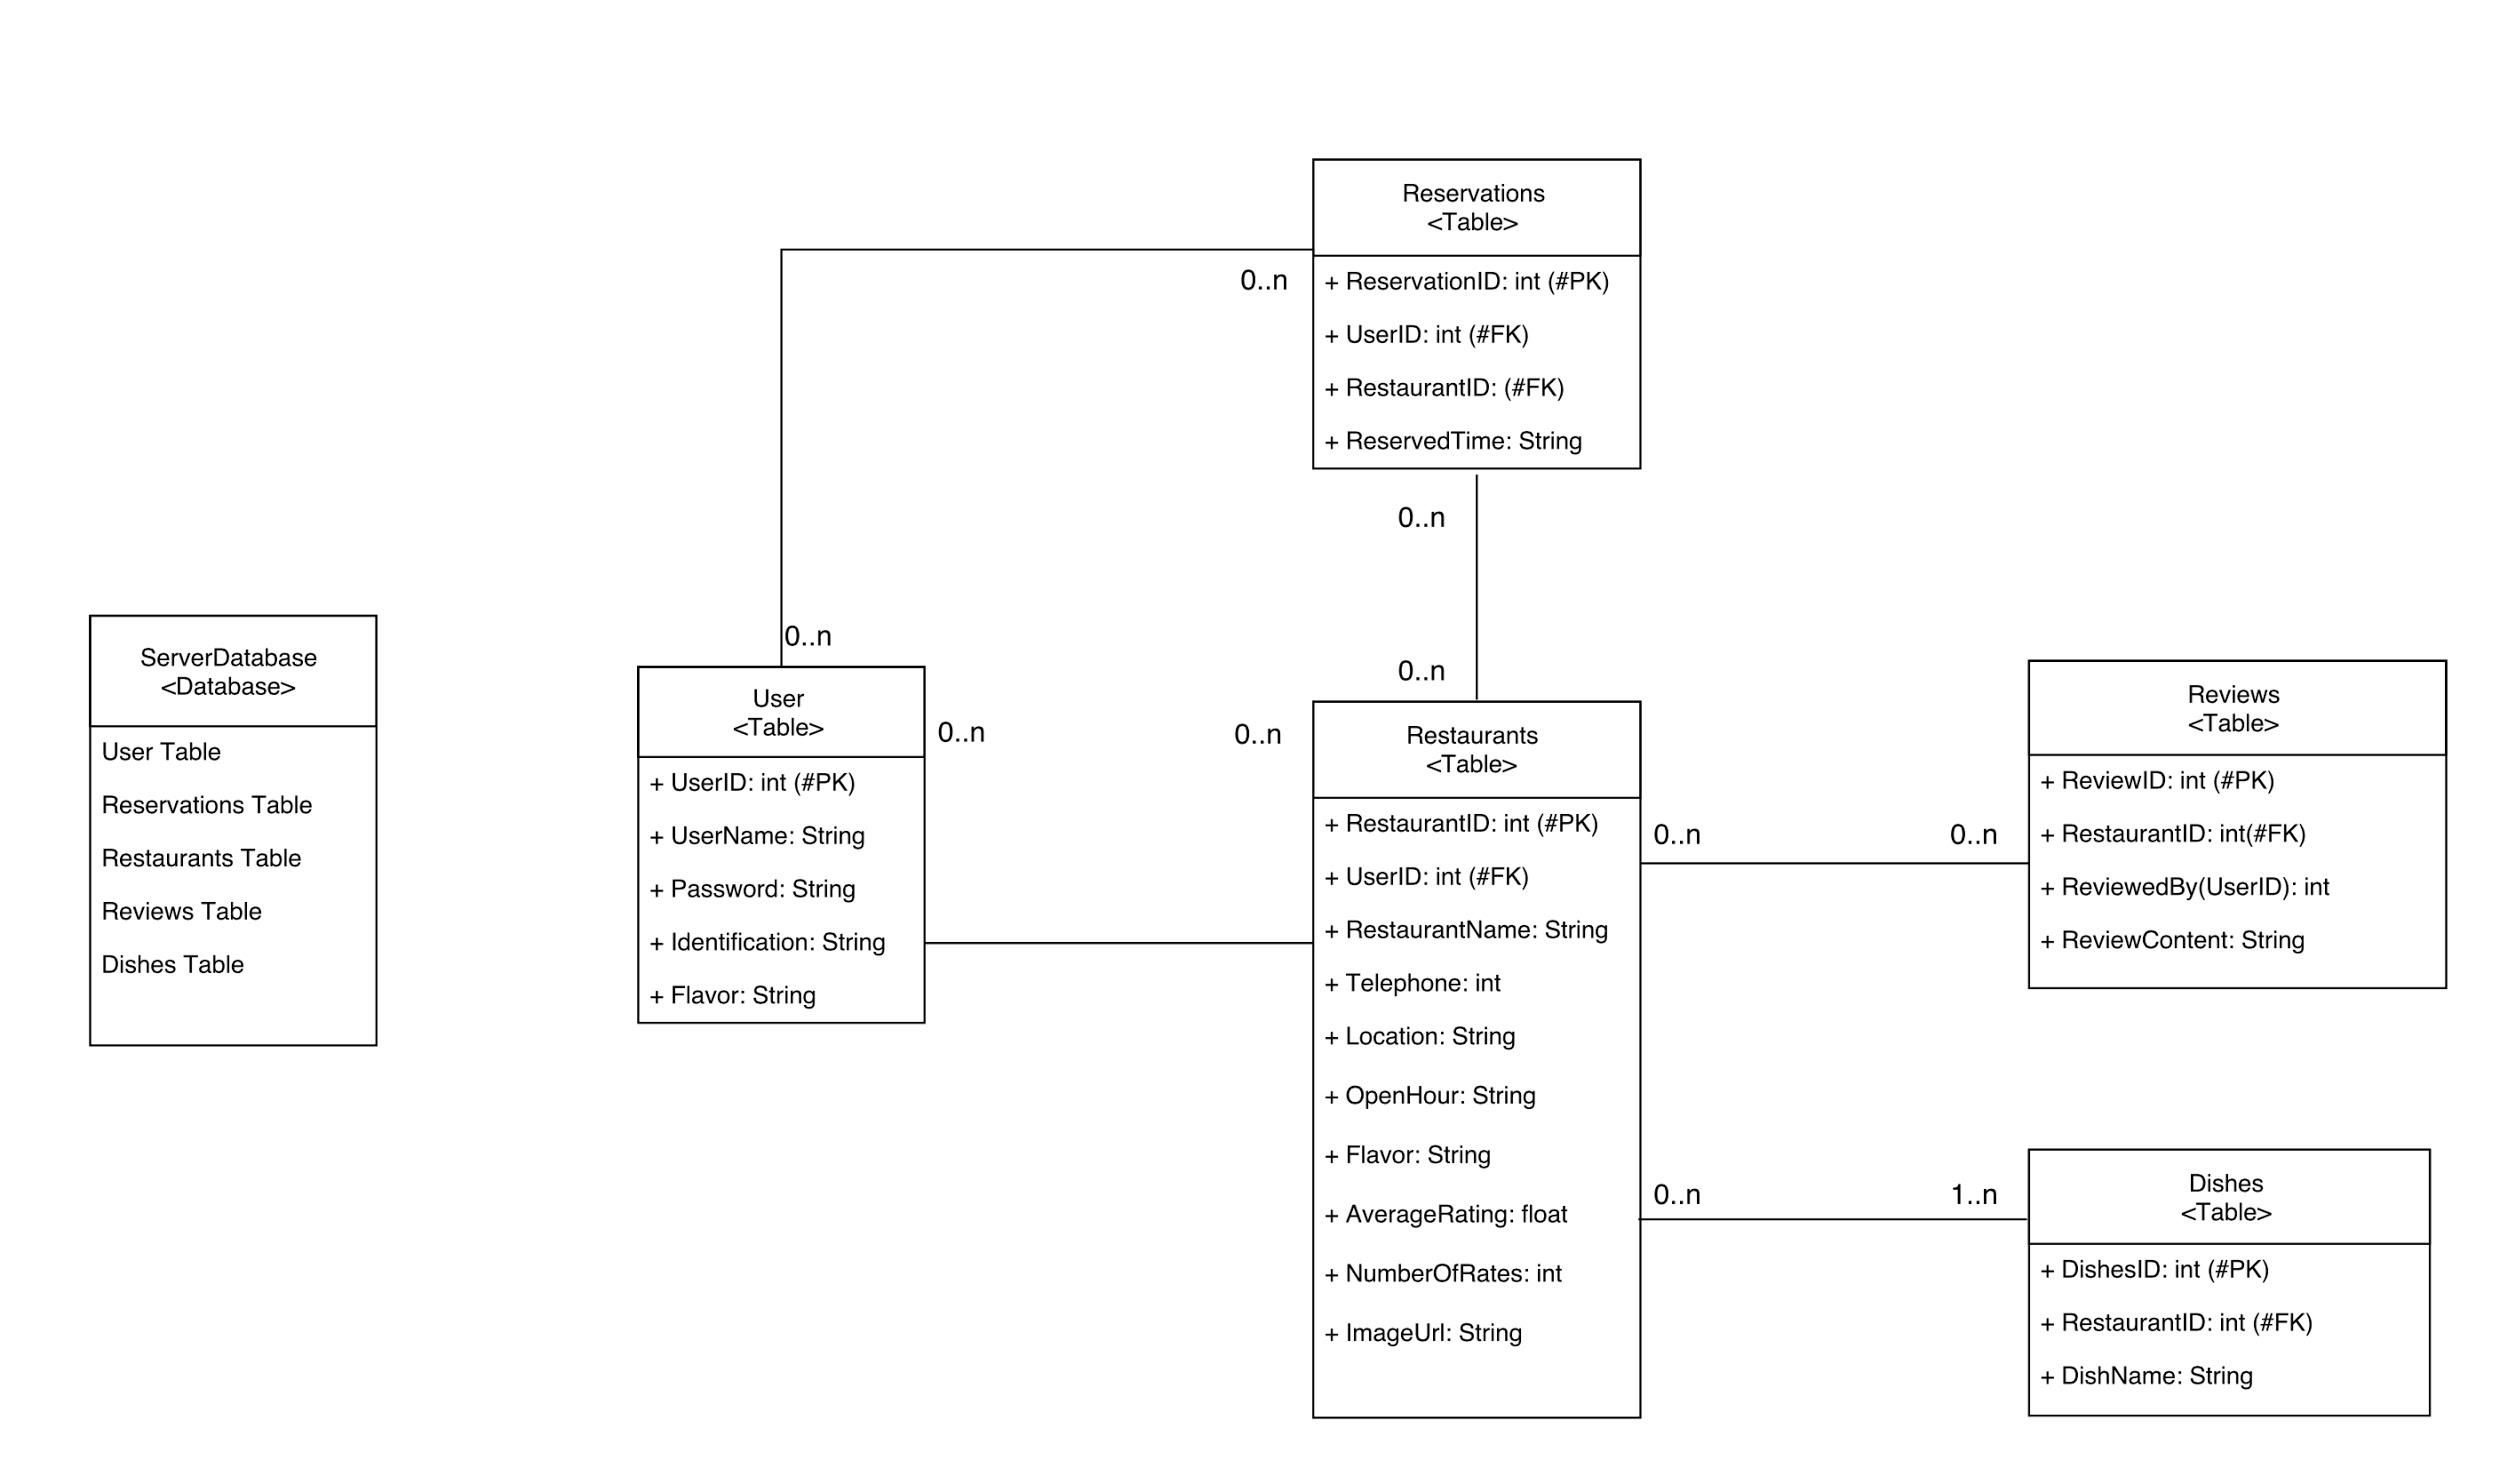 Reservations
<Table>
+ ReservationID: int (#PK)
+ UserID: int (#FK)
+ RestaurantID: (#FK)
+ ReservedTime: String
0..n
0..n
0..n
0..n
ServerDatabase
<Database>
User Table
Reservations Table
Restaurants Table
Reviews Table
Dishes Table
User
<Table>
+ UserID: int (#PK)
+ UserName: String
+ Password: String
+ Identification: String
+ Flavor: String
0..n
0..n
Restaurants
<Table>
+ RestaurantID: int (#PK)
+ UserID: int (#FK)
+ RestaurantName: String
+ Telephone: int
+ Location: String
+ OpenHour: String
+ Flavor: String
+ AverageRating: float
+ NumberOfRates: int
+ ImageUrl: String
0..n
0..n
Reviews
<Table>
+ ReviewID: int (#PK)
+ RestaurantID: int(#FK)
+ ReviewedBy(UserID): int
+ ReviewContent: String
0..n
1..n
Dishes
<Table>
+ DishesID: int (#PK)
+ RestaurantID: int (#FK)
+ DishName: String